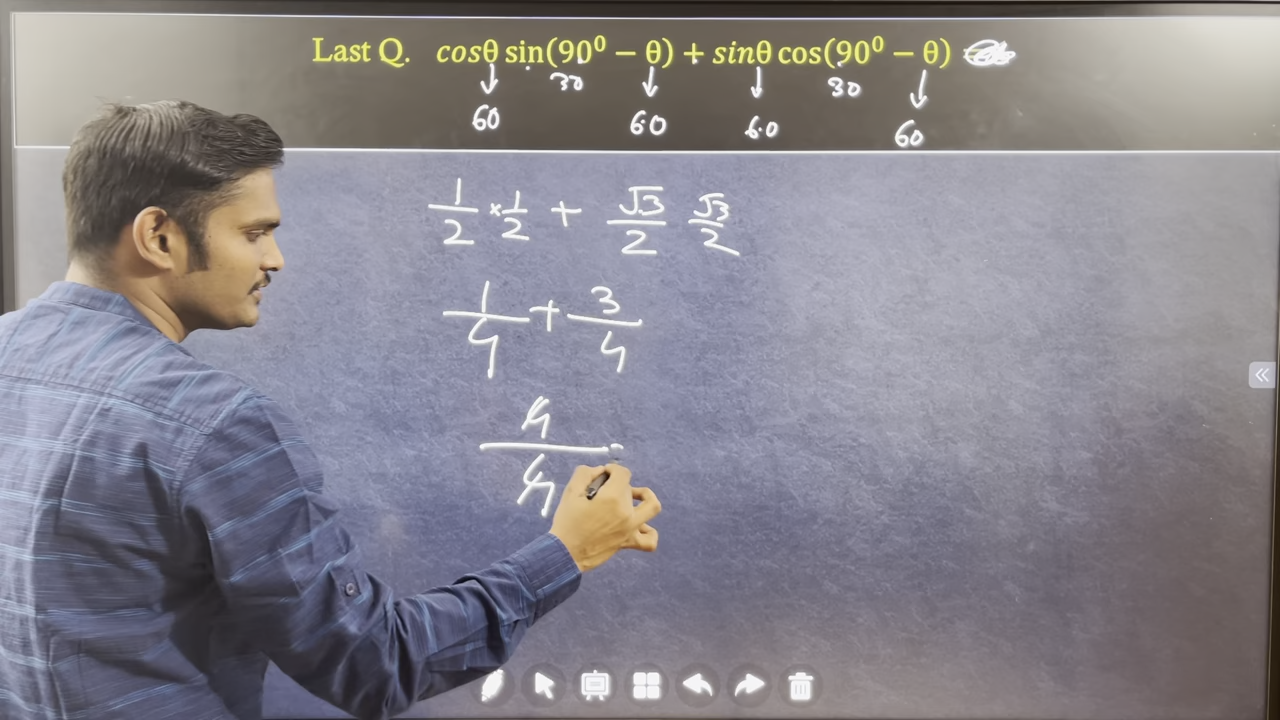 Last Q. cosθ sin(90⁰ − θ) + sinθ cos(90⁰ − θ)
30 30
60 60 60 60
1/2 × 1/2 + √3/2 √3/2
1/4 + 3/4
4/4